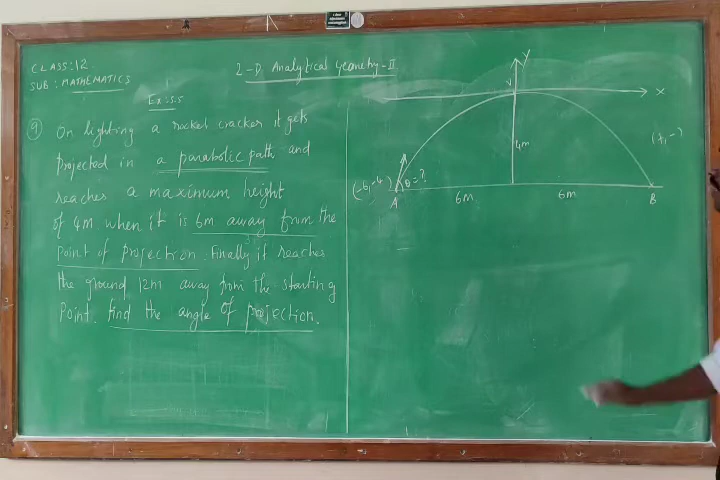 CLASS:12
SUB: MATHEMATICS
2-D. Analytical Geometry-II
Ex:5.5
9 On lighting a rocket cracker it gets
projected in a parabolic path and
reaches a maximum height
of 4m when it is 6m away from the
point of projection. Finally it reaches
the ground 12m away from the starting
Point. find the angle of projection.
Y
V
X
4m
(-6,-4)
θ=?
A
6m
6m
B